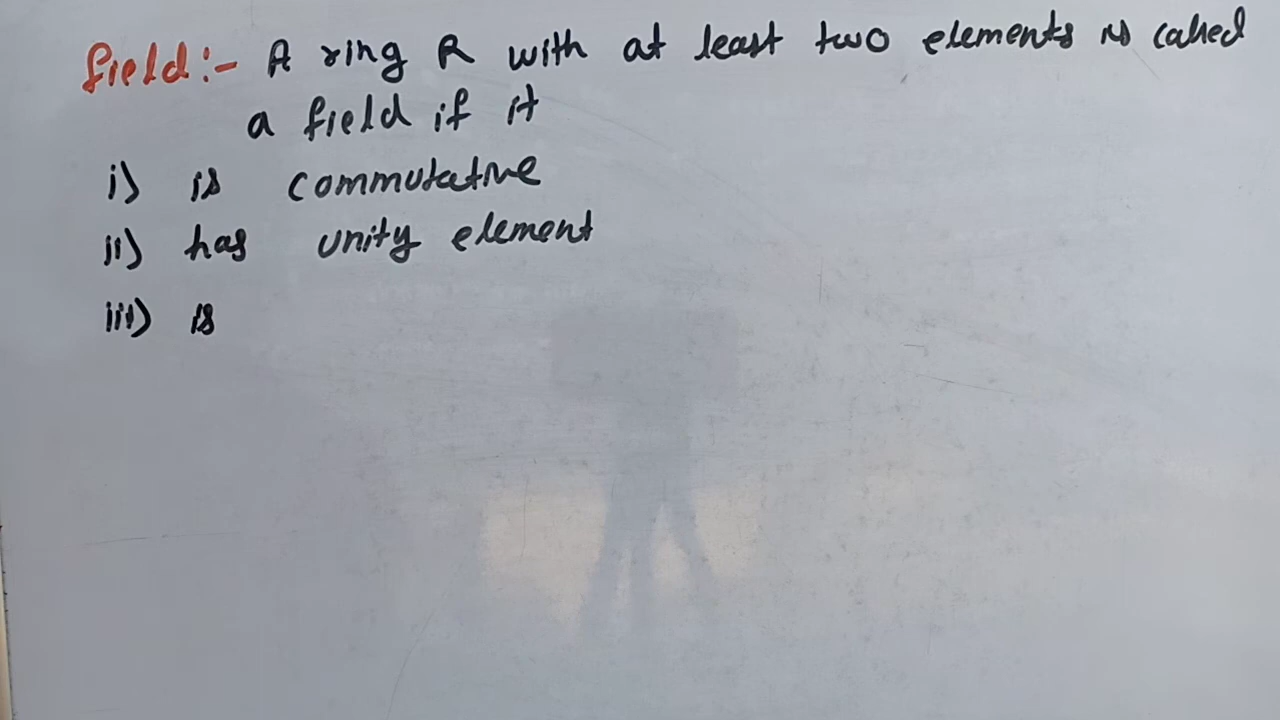 field:- A ring R with at least two elements is called
a field if it
i) is commutative
ii) has unity element
iii) is